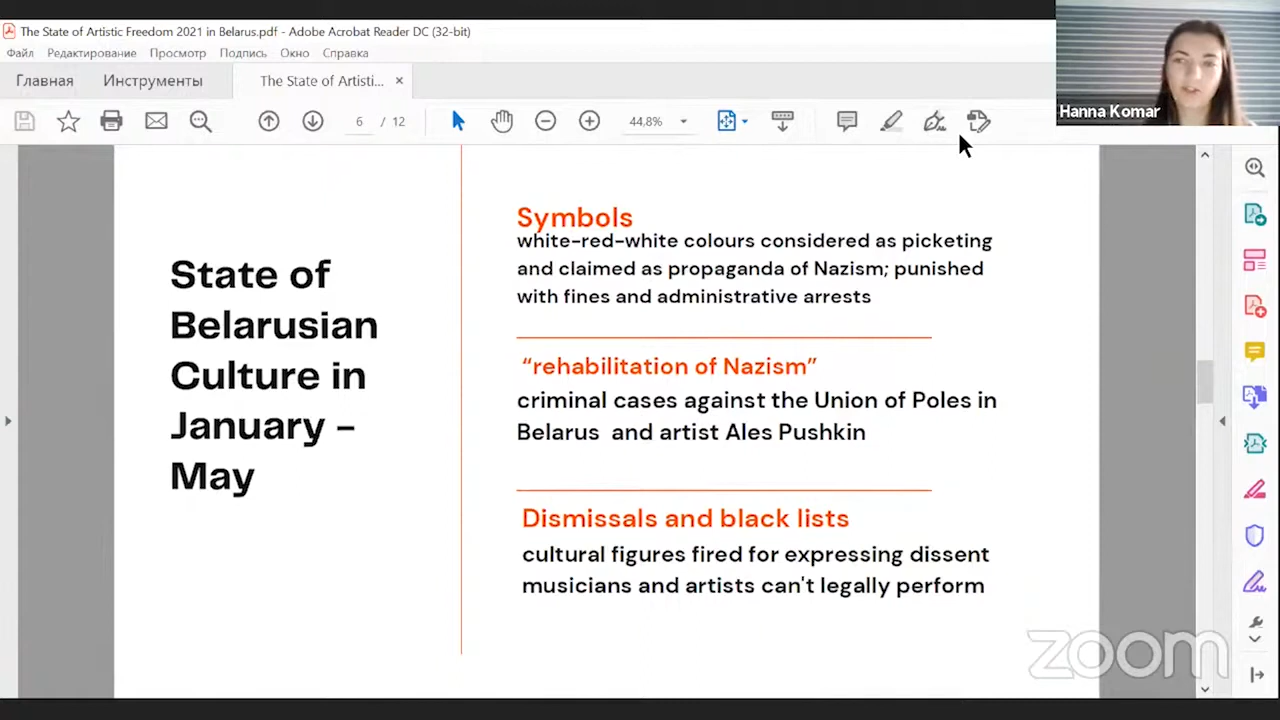 The State of Artistic Freedom 2021 in Belarus.pdf - Adobe Acrobat Reader DC (32-bit)
Файл Редактирование Просмотр Подпись Окно Справка
Главная Инструменты The State of Artisti... ×
6 / 12 44,8%
Hanna Komar
State of
Belarusian
Culture in
January –
May
Symbols
white-red-white colours considered as picketing
and claimed as propaganda of Nazism; punished
with fines and administrative arrests
“rehabilitation of Nazism”
criminal cases against the Union of Poles in
Belarus and artist Ales Pushkin
Dismissals and black lists
cultural figures fired for expressing dissent
musicians and artists can't legally perform
zoom